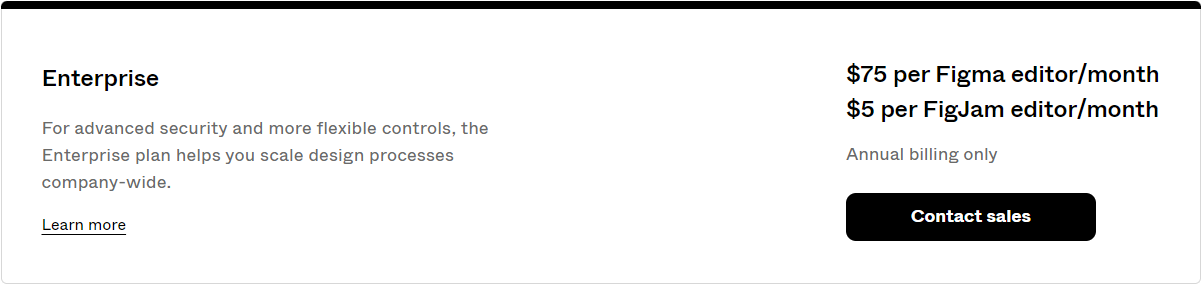 Enterprise
For advanced security and more flexible controls, the
Enterprise plan helps you scale design processes
company-wide.
Learn more
$75 per Figma editor/month
$5 per FigJam editor/month
Annual billing only
Contact sales